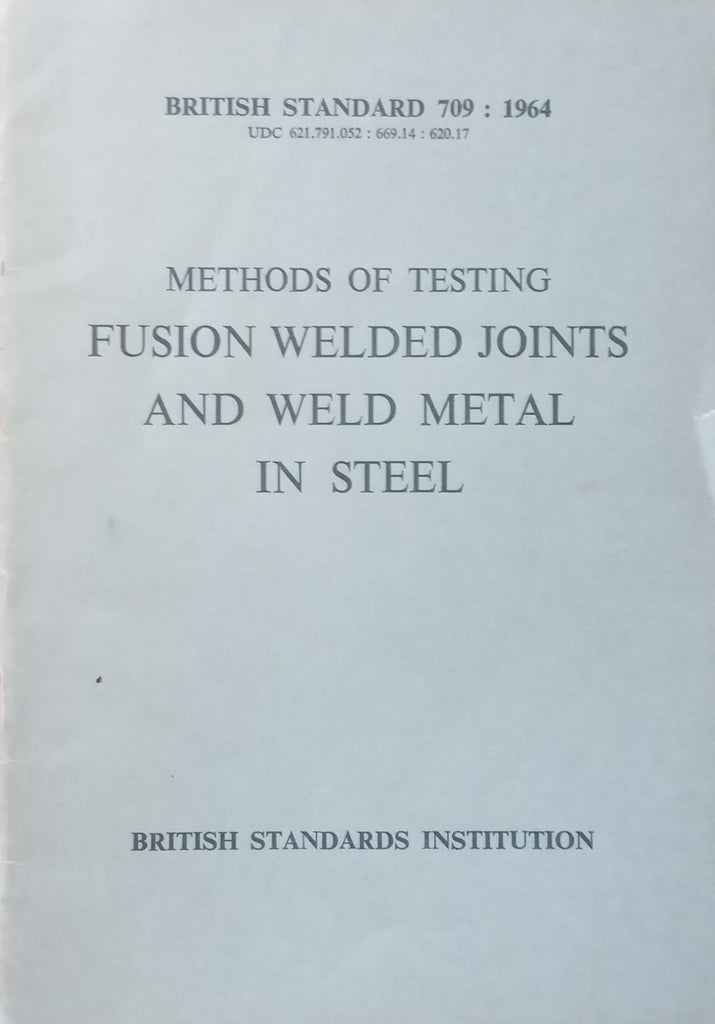 BRITISH STANDARD 709 : 1964
UDC 621.791.052 : 669.14 : 620.17
METHODS OF TESTING
FUSION WELDED JOINTS
AND WELD METAL
IN STEEL
BRITISH STANDARDS INSTITUTION